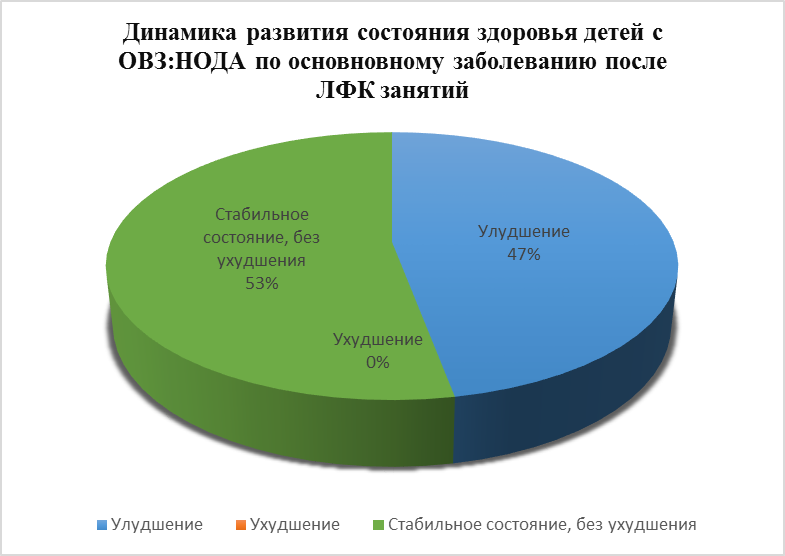 Динамика развития состояния здоровья детей с
ОВЗ:НОДА по основновному заболеванию после
ЛФК занятий
Стабильное
состояние, без
ухудшения
53%
Улудшение
47%
Ухудшение
0%
Улудшение
Ухудшение
Стабильное состояние, без ухудшения